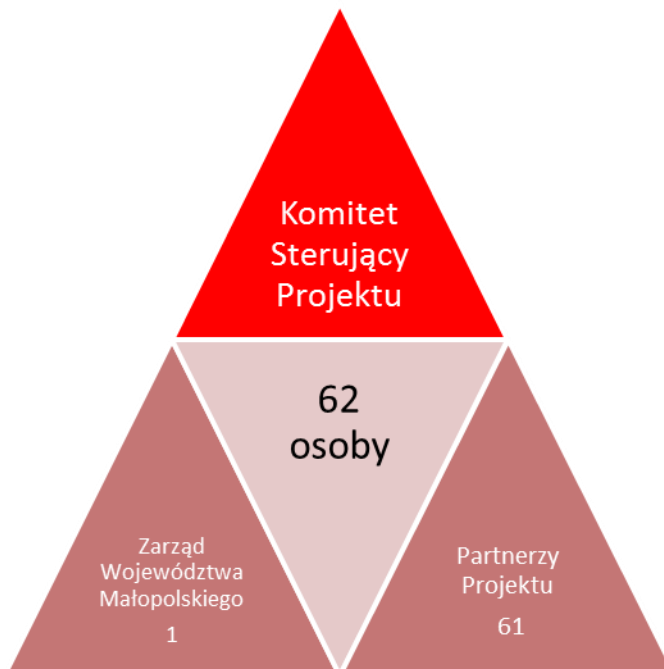 Komitet
Sterujący
Projektu
62
osoby
Zarząd
Województwa
Małopolskiego
1
Partnerzy
Projektu
61